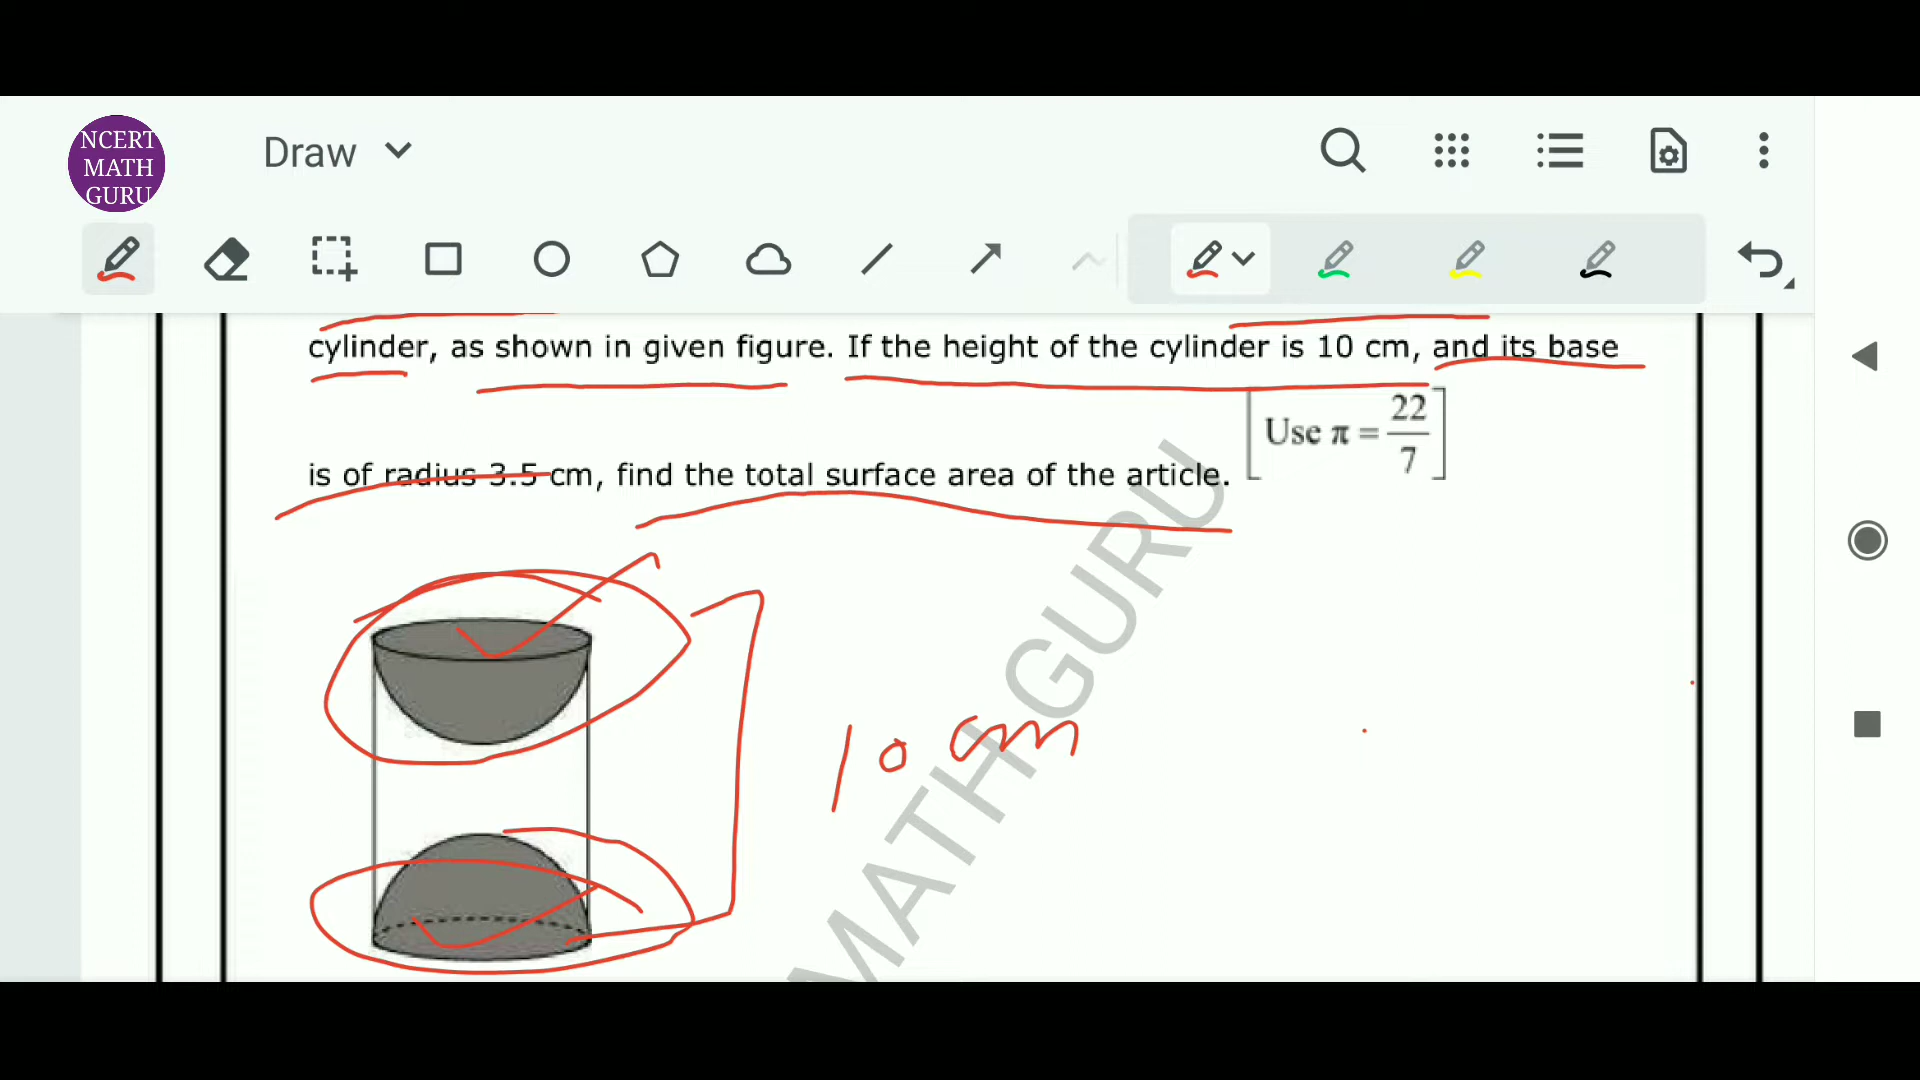 NCERT
MATH
GURU
Draw
cylinder, as shown in given figure. If the height of the cylinder is 10 cm, and its base
is of radius 3.5 cm, find the total surface area of the article. [Use π = 22/7]
10 cm
MATH GURU